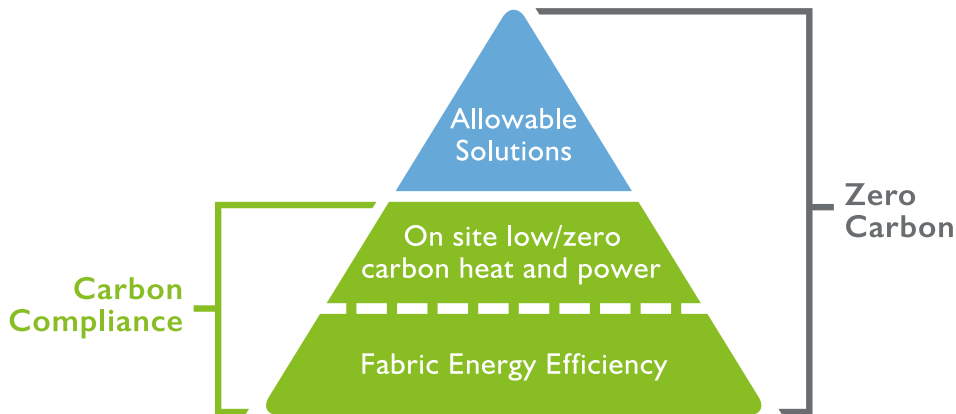 Allowable
Solutions
On site low/zero
carbon heat and power
Fabric Energy Efficiency
Carbon
Compliance
Zero
Carbon